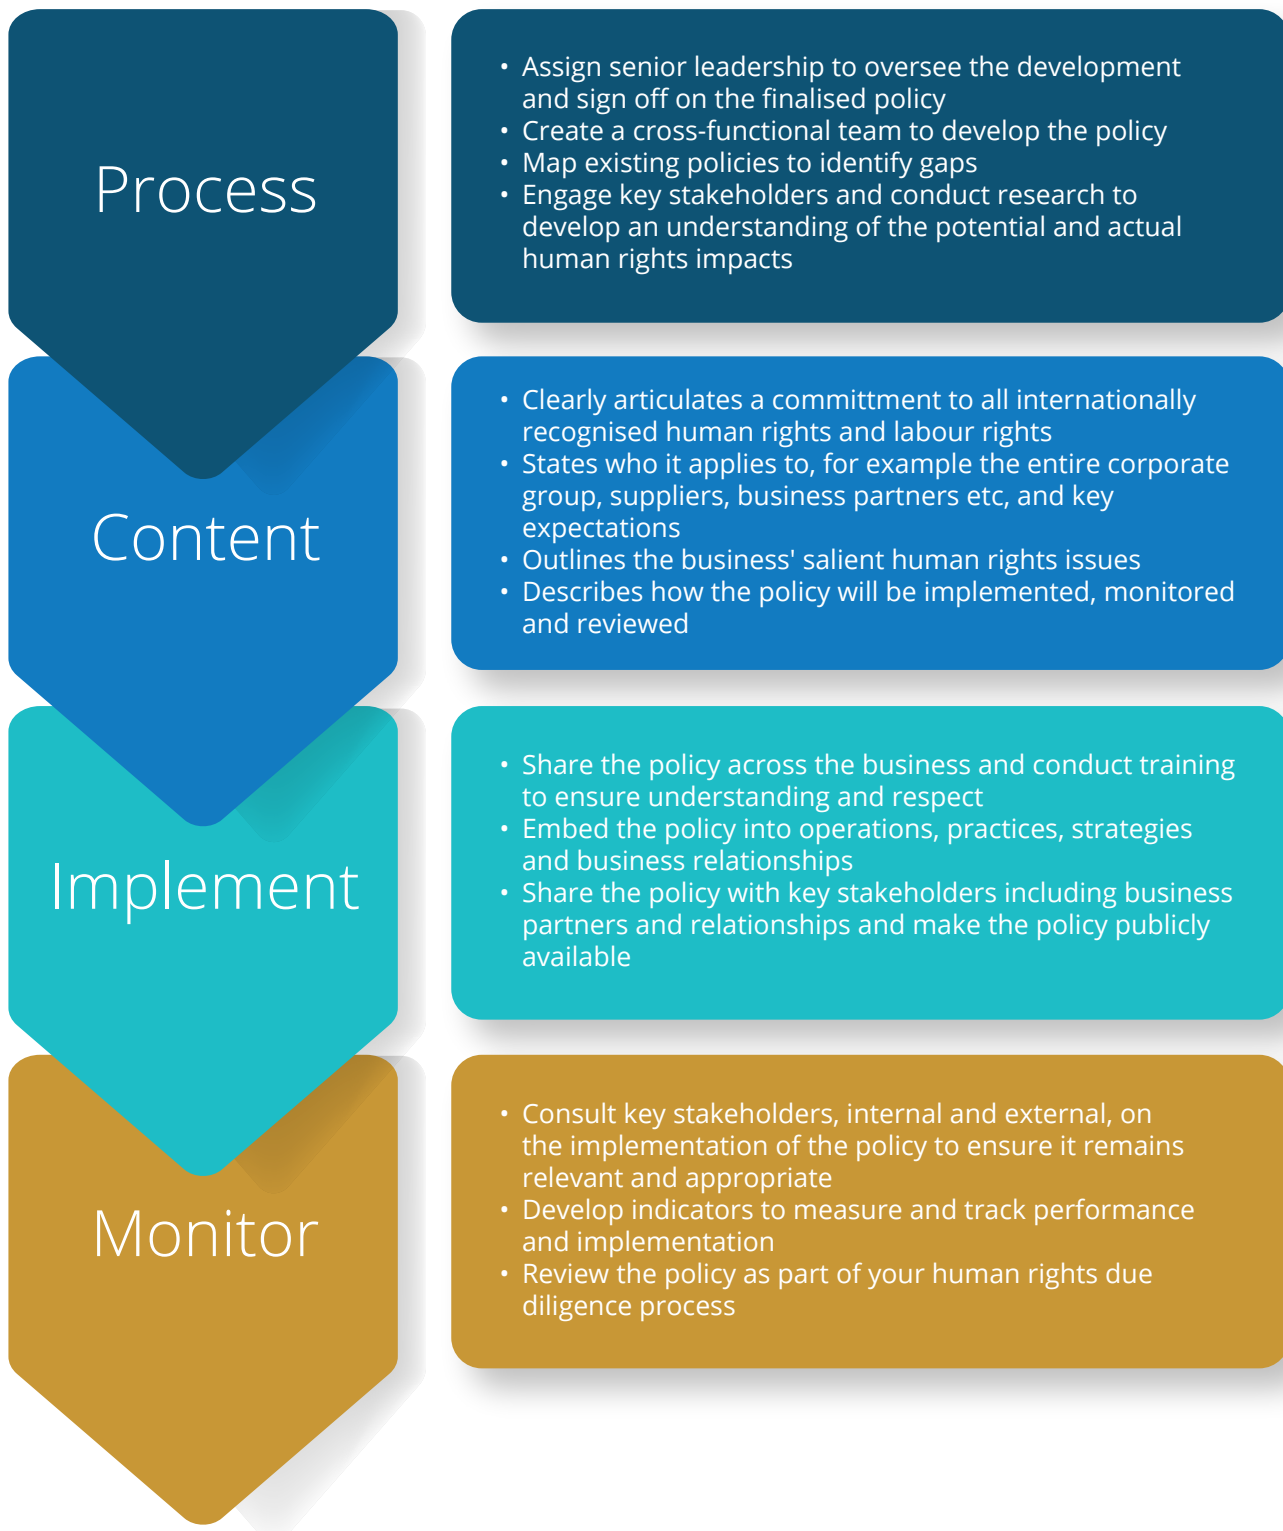 Process
• Assign senior leadership to oversee the development
and sign off on the finalised policy
• Create a cross-functional team to develop the policy
• Map existing policies to identify gaps
• Engage key stakeholders and conduct research to
develop an understanding of the potential and actual
human rights impacts
Content
• Clearly articulates a committment to all internationally
recognised human rights and labour rights
• States who it applies to, for example the entire corporate
group, suppliers, business partners etc, and key
expectations
• Outlines the business' salient human rights issues
• Describes how the policy will be implemented, monitored
and reviewed
Implement
• Share the policy across the business and conduct training
to ensure understanding and respect
• Embed the policy into operations, practices, strategies
and business relationships
• Share the policy with key stakeholders including business
partners and relationships and make the policy publicly
available
Monitor
• Consult key stakeholders, internal and external, on
the implementation of the policy to ensure it remains
relevant and appropriate
• Develop indicators to measure and track performance
and implementation
• Review the policy as part of your human rights due
diligence process